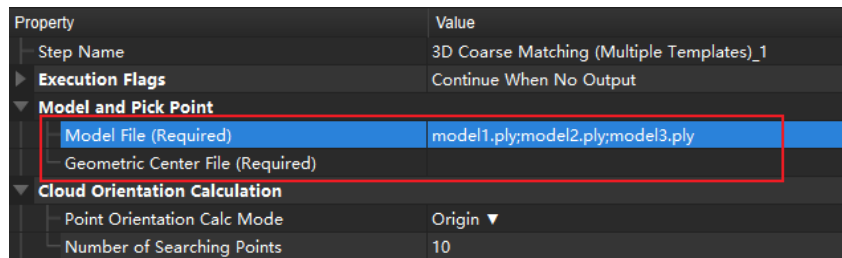 Property Value
Step Name 3D Coarse Matching (Multiple Templates)_1
Execution Flags Continue When No Output
Model and Pick Point
Model File (Required) model1.ply;model2.ply;model3.ply
Geometric Center File (Required)
Cloud Orientation Calculation
Point Orientation Calc Mode Origin ▼
Number of Searching Points 10